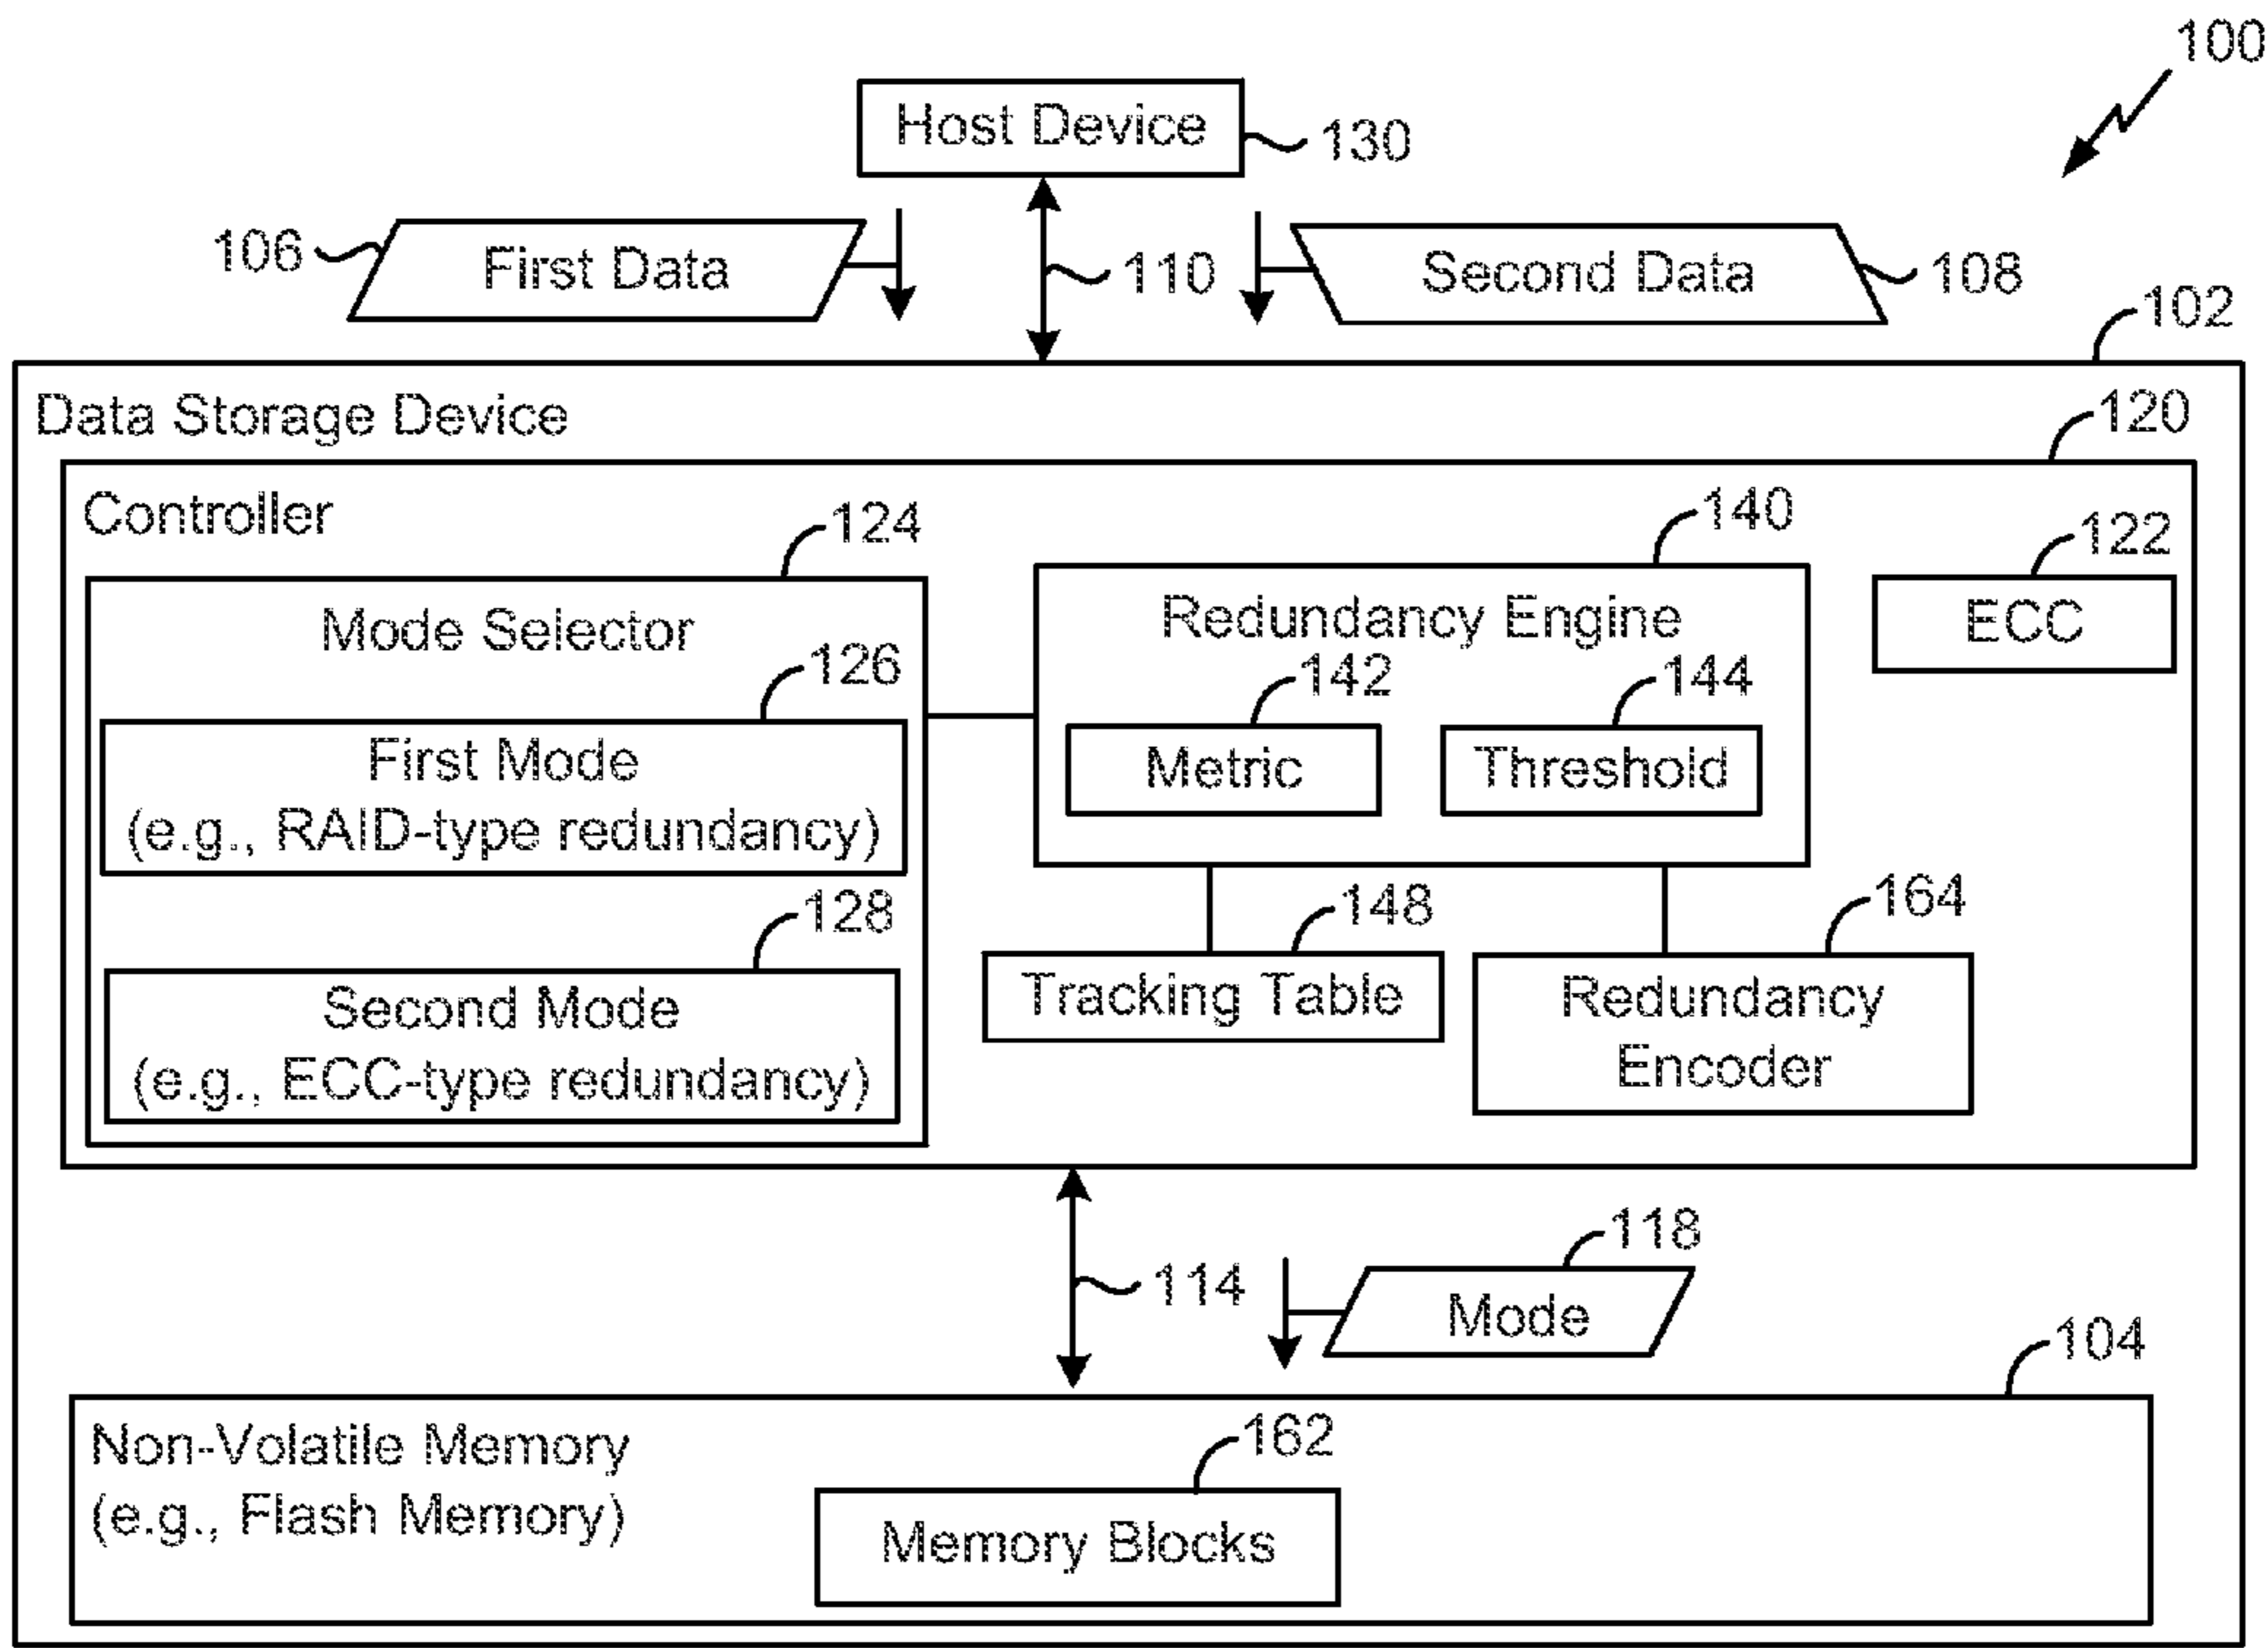 100
Host Device
130
106
First Data
110
Second Data
108
102
Data Storage Device
120
Controller
124
140
122
Mode Selector
Redundancy Engine
ECC
126
142
144
First Mode
(e.g., RAID-type redundancy)
Metric
Threshold
128
148
164
Second Mode
(e.g., ECC-type redundancy)
Tracking Table
Redundancy
Encoder
118
114
Mode
104
Non-Volatile Memory
(e.g., Flash Memory)
162
Memory Blocks